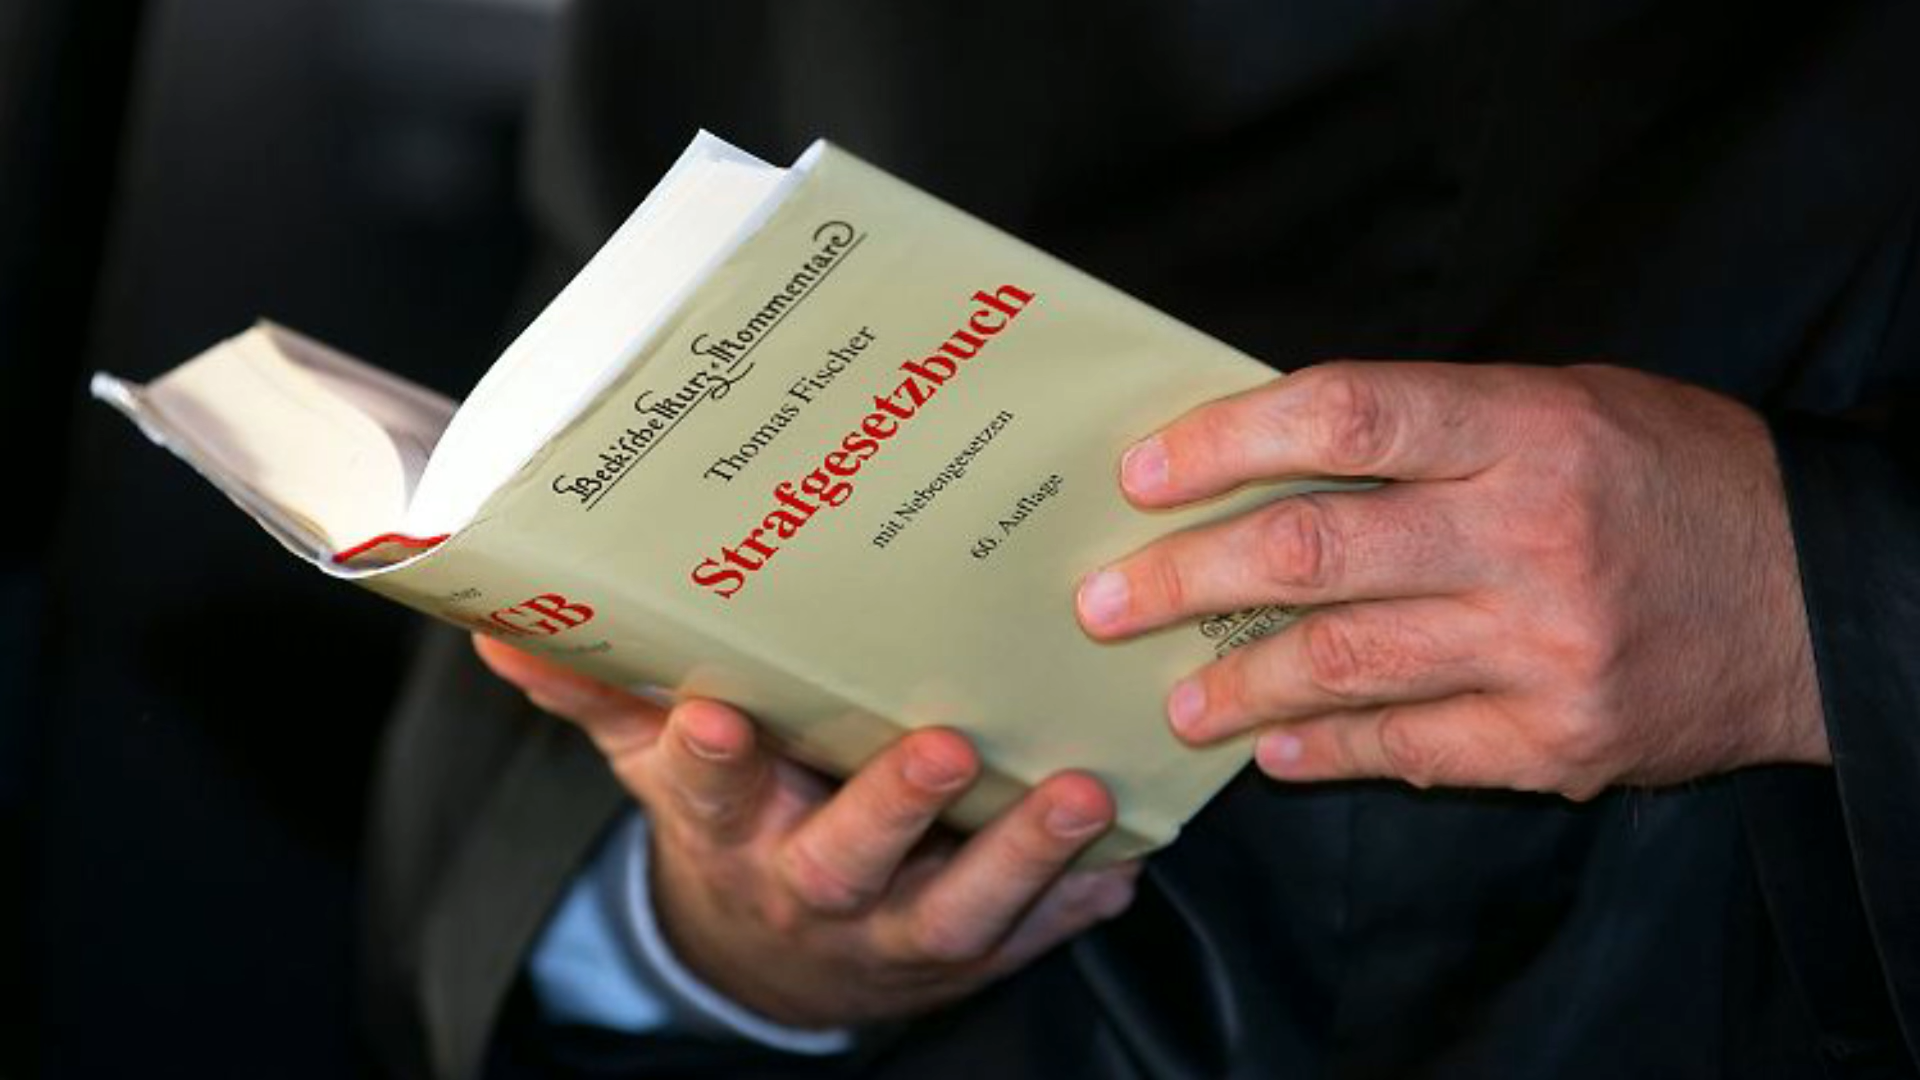 Beck'sche Kurz-Kommentare
Thomas Fischer
Strafgesetzbuch
mit Nebengesetzen
60. Auflage
GB